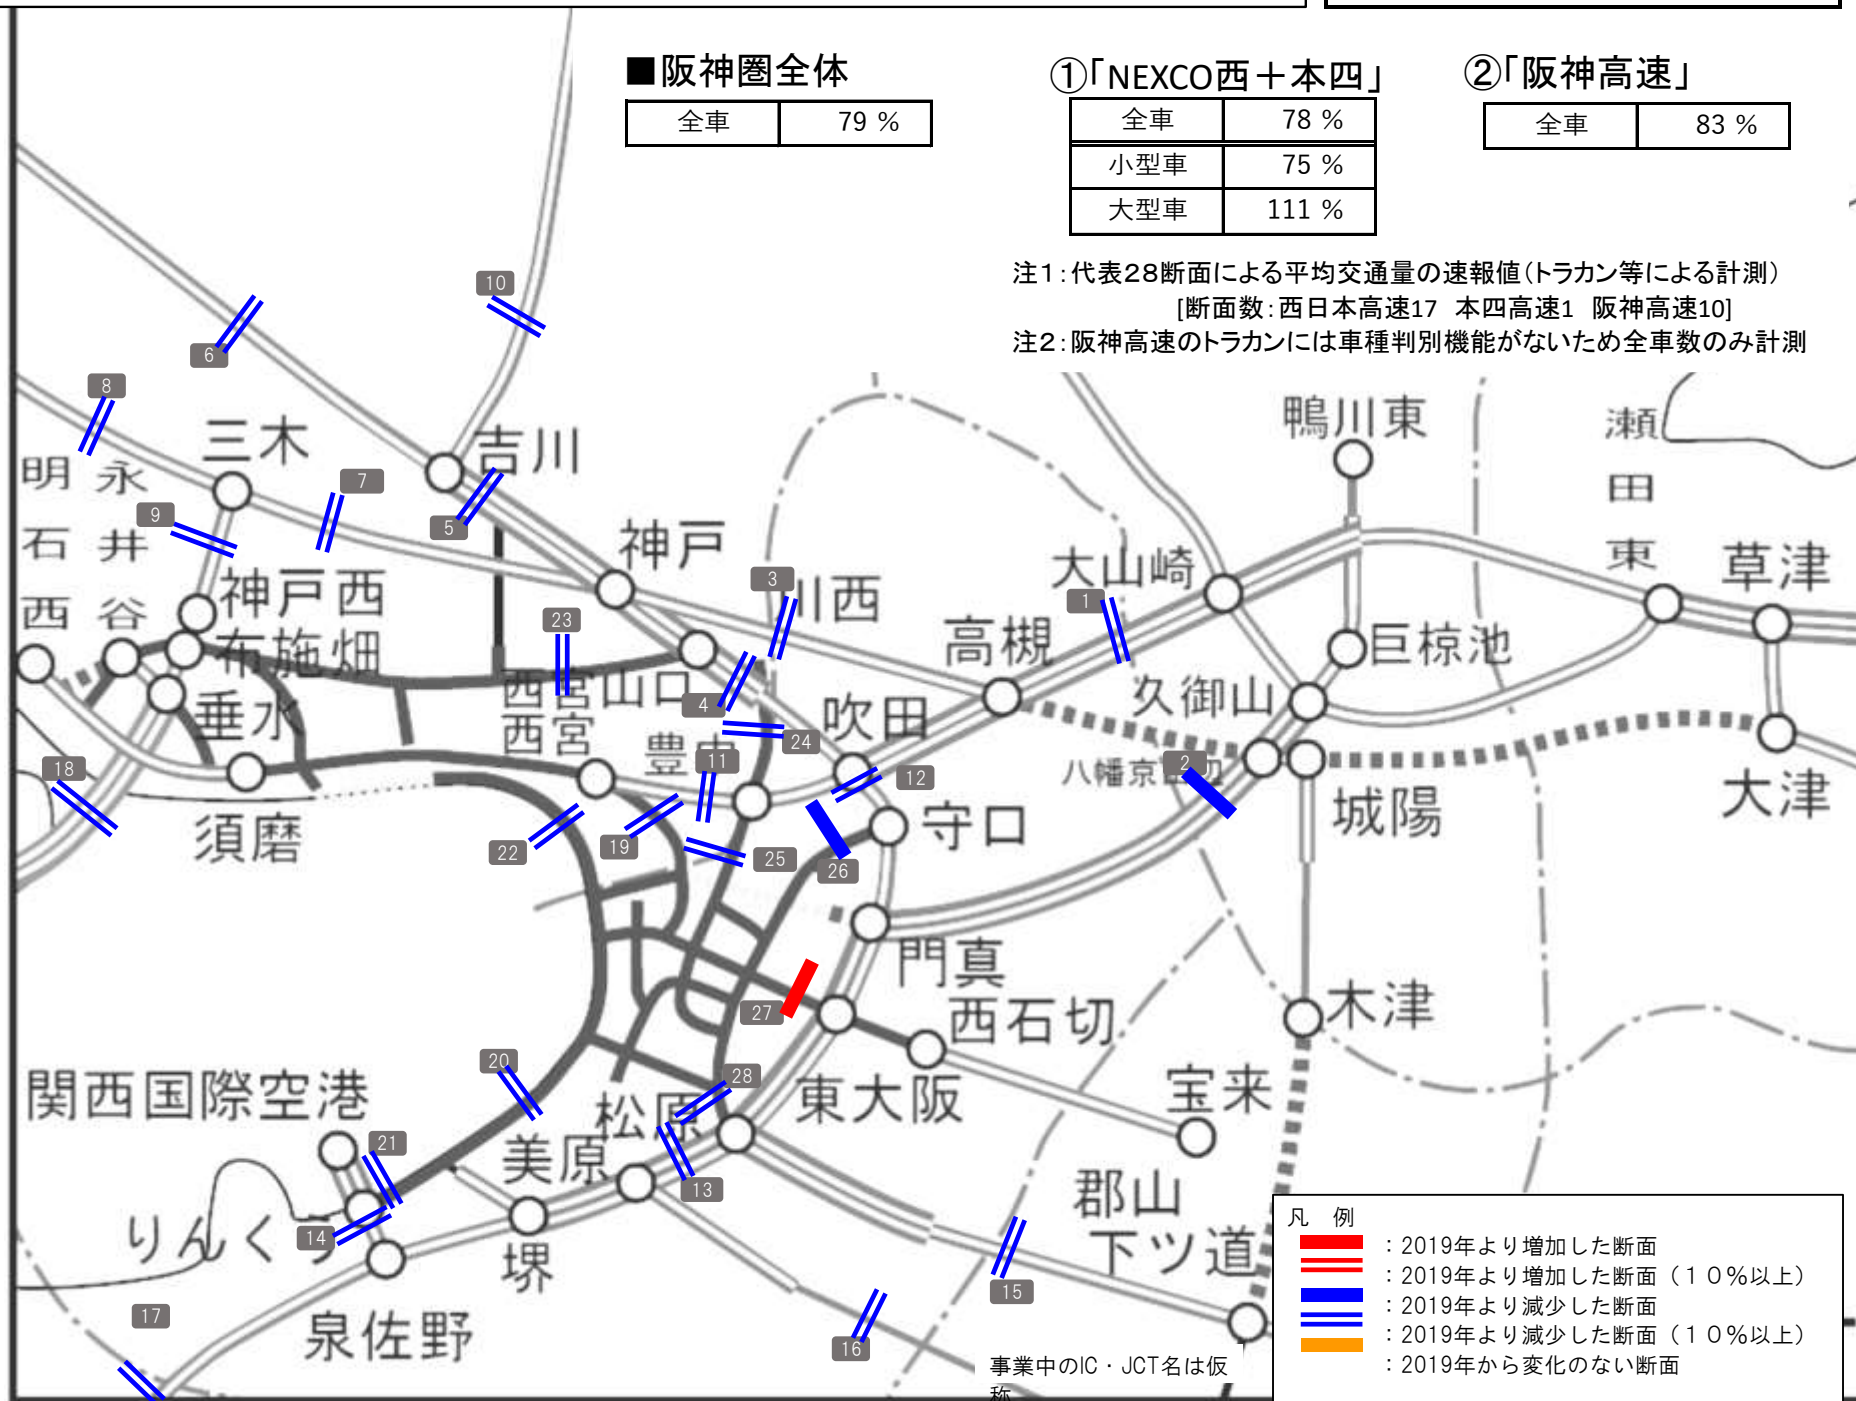 ■阪神圏全体
全車 79 %
①「NEXCO西＋本四」
全車 78 %
小型車 75 %
大型車 111 %
②「阪神高速」
全車 83 %
注1：代表28断面による平均交通量の速報値（トラカン等による計測）
[断面数：西日本高速17 本四高速1 阪神高速10]
注2：阪神高速のトラカンには車種判別機能がないため全車数のみ計測
10
6
8
三木
吉川
鴨川東
瀬田東
明石西
永井谷
7
9
5
神戸
3
川西
大山崎
1
草津
神戸西
布施畑
23
高槻
巨椋池
西宮山口
西宮
4
久御山
垂水
吹田
24
豊中
11
12
八幡京田辺
2
18
大津
須磨
城陽
守口
22
19
25
26
門真
27
西石切
木津
20
28
関西国際空港
松原
東大阪
宝来
21
美原
13
郡山
下ツ道
りんくう
14
堺
15
17
泉佐野
16
事業中のIC・JCT名は仮
称
凡 例
：2019年より増加した断面
：2019年より増加した断面（１０％以上）
：2019年より減少した断面
：2019年より減少した断面（１０％以上）
：2019年から変化のない断面